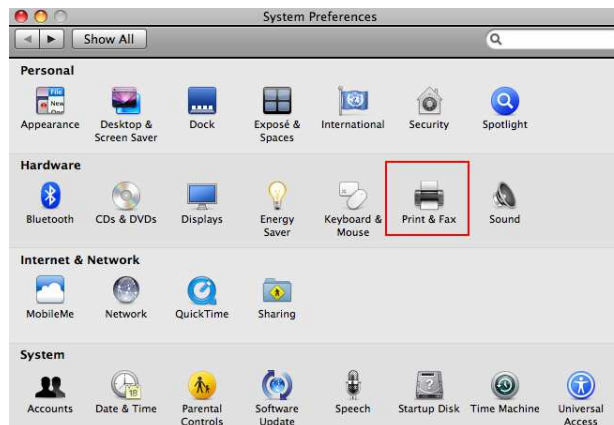 System Preferences
Show All
Personal
Appearance
Desktop &
Screen Saver
Dock
Exposé &
Spaces
International
Security
Spotlight
Hardware
Bluetooth
CDs & DVDs
Displays
Energy
Saver
Keyboard &
Mouse
Print & Fax
Sound
Internet & Network
MobileMe
Network
QuickTime
Sharing
System
Accounts
Date & Time
Parental
Controls
Software
Update
Speech
Startup Disk
Time Machine
Universal
Access